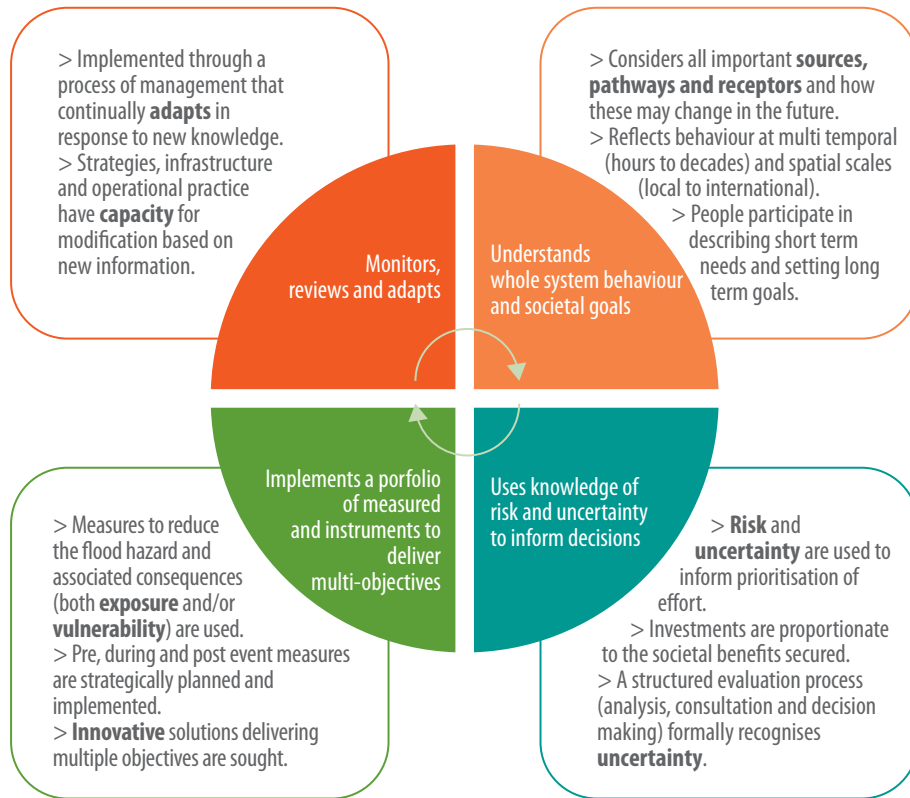 > Implemented through a
process of management that
continually adapts in
response to new knowledge.
> Strategies, infrastructure
and operational practice
have capacity for
modification based on
new information.
> Considers all important sources,
pathways and receptors and how
these may change in the future.
> Reflects behaviour at multi temporal
(hours to decades) and spatial scales
(local to international).
> People participate in
describing short term
needs and setting long
term goals.
Monitors,
reviews and adapts
Understands
whole system behaviour
and societal goals
Implements a porfolio
of measured
and instruments to
deliver
multi-objectives
Uses knowledge of
risk and uncertainty
to inform decisions
> Measures to reduce
the flood hazard and
associated consequences
(both exposure and/or
vulnerability) are used.
> Pre, during and post event measures
are strategically planned and
implemented.
> Innovative solutions delivering
multiple objectives are sought.
> Risk and
uncertainty are used to
inform prioritisation of
effort.
> Investments are proportionate
to the societal benefits secured.
> A structured evaluation process
(analysis, consultation and decision
making) formally recognises
uncertainty.